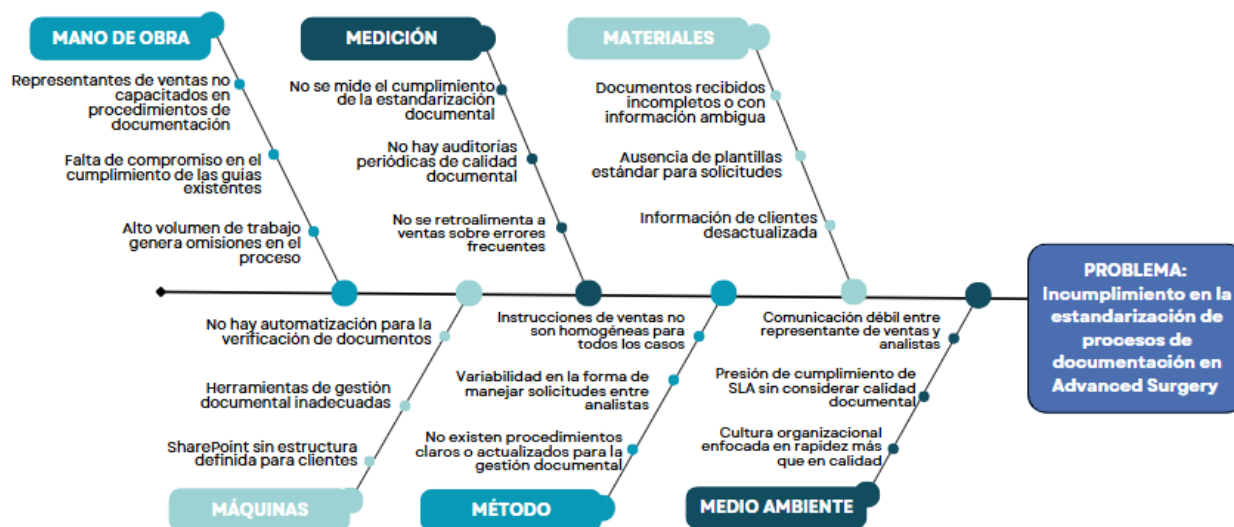 MANO DE OBRA
Representantes de ventas no
capacitados en
procedimientos de
documentación
Falta de compromiso en el
cumplimiento de las guías
existentes
Alto volumen de trabajo
genera omisiones en el
proceso
MEDICIÓN
No se mide el cumplimiento
de la estandarización
documental
No hay auditorías
periódicas de calidad
documental
No se retroalimenta a
ventas sobre errores
frecuentes
MATERIALES
Documentos recibidos
incompletos o con
información ambigua
Ausencia de plantillas
estándar para solicitudes
Información de clientes
desactualizada
PROBLEMA:
Incumplimiento en la
estandarización de
procesos de
documentación en
Advanced Surgery
No hay automatización para la
verificación de documentos
Herramientas de gestión
documental inadecuadas
SharePoint sin estructura
definida para clientes
MÁQUINAS
Instrucciones de ventas no
son homogéneas para
todos los casos
Variabilidad en la forma de
manejar solicitudes entre
analistas
No existen procedimientos
claros o actualizados para la
gestión documental
MÉTODO
Comunicación débil entre
representante de ventas y
analistas
Presión de cumplimiento de
SLA sin considerar calidad
documental
Cultura organizacional
enfocada en rapidez más
que en calidad
MEDIO AMBIENTE